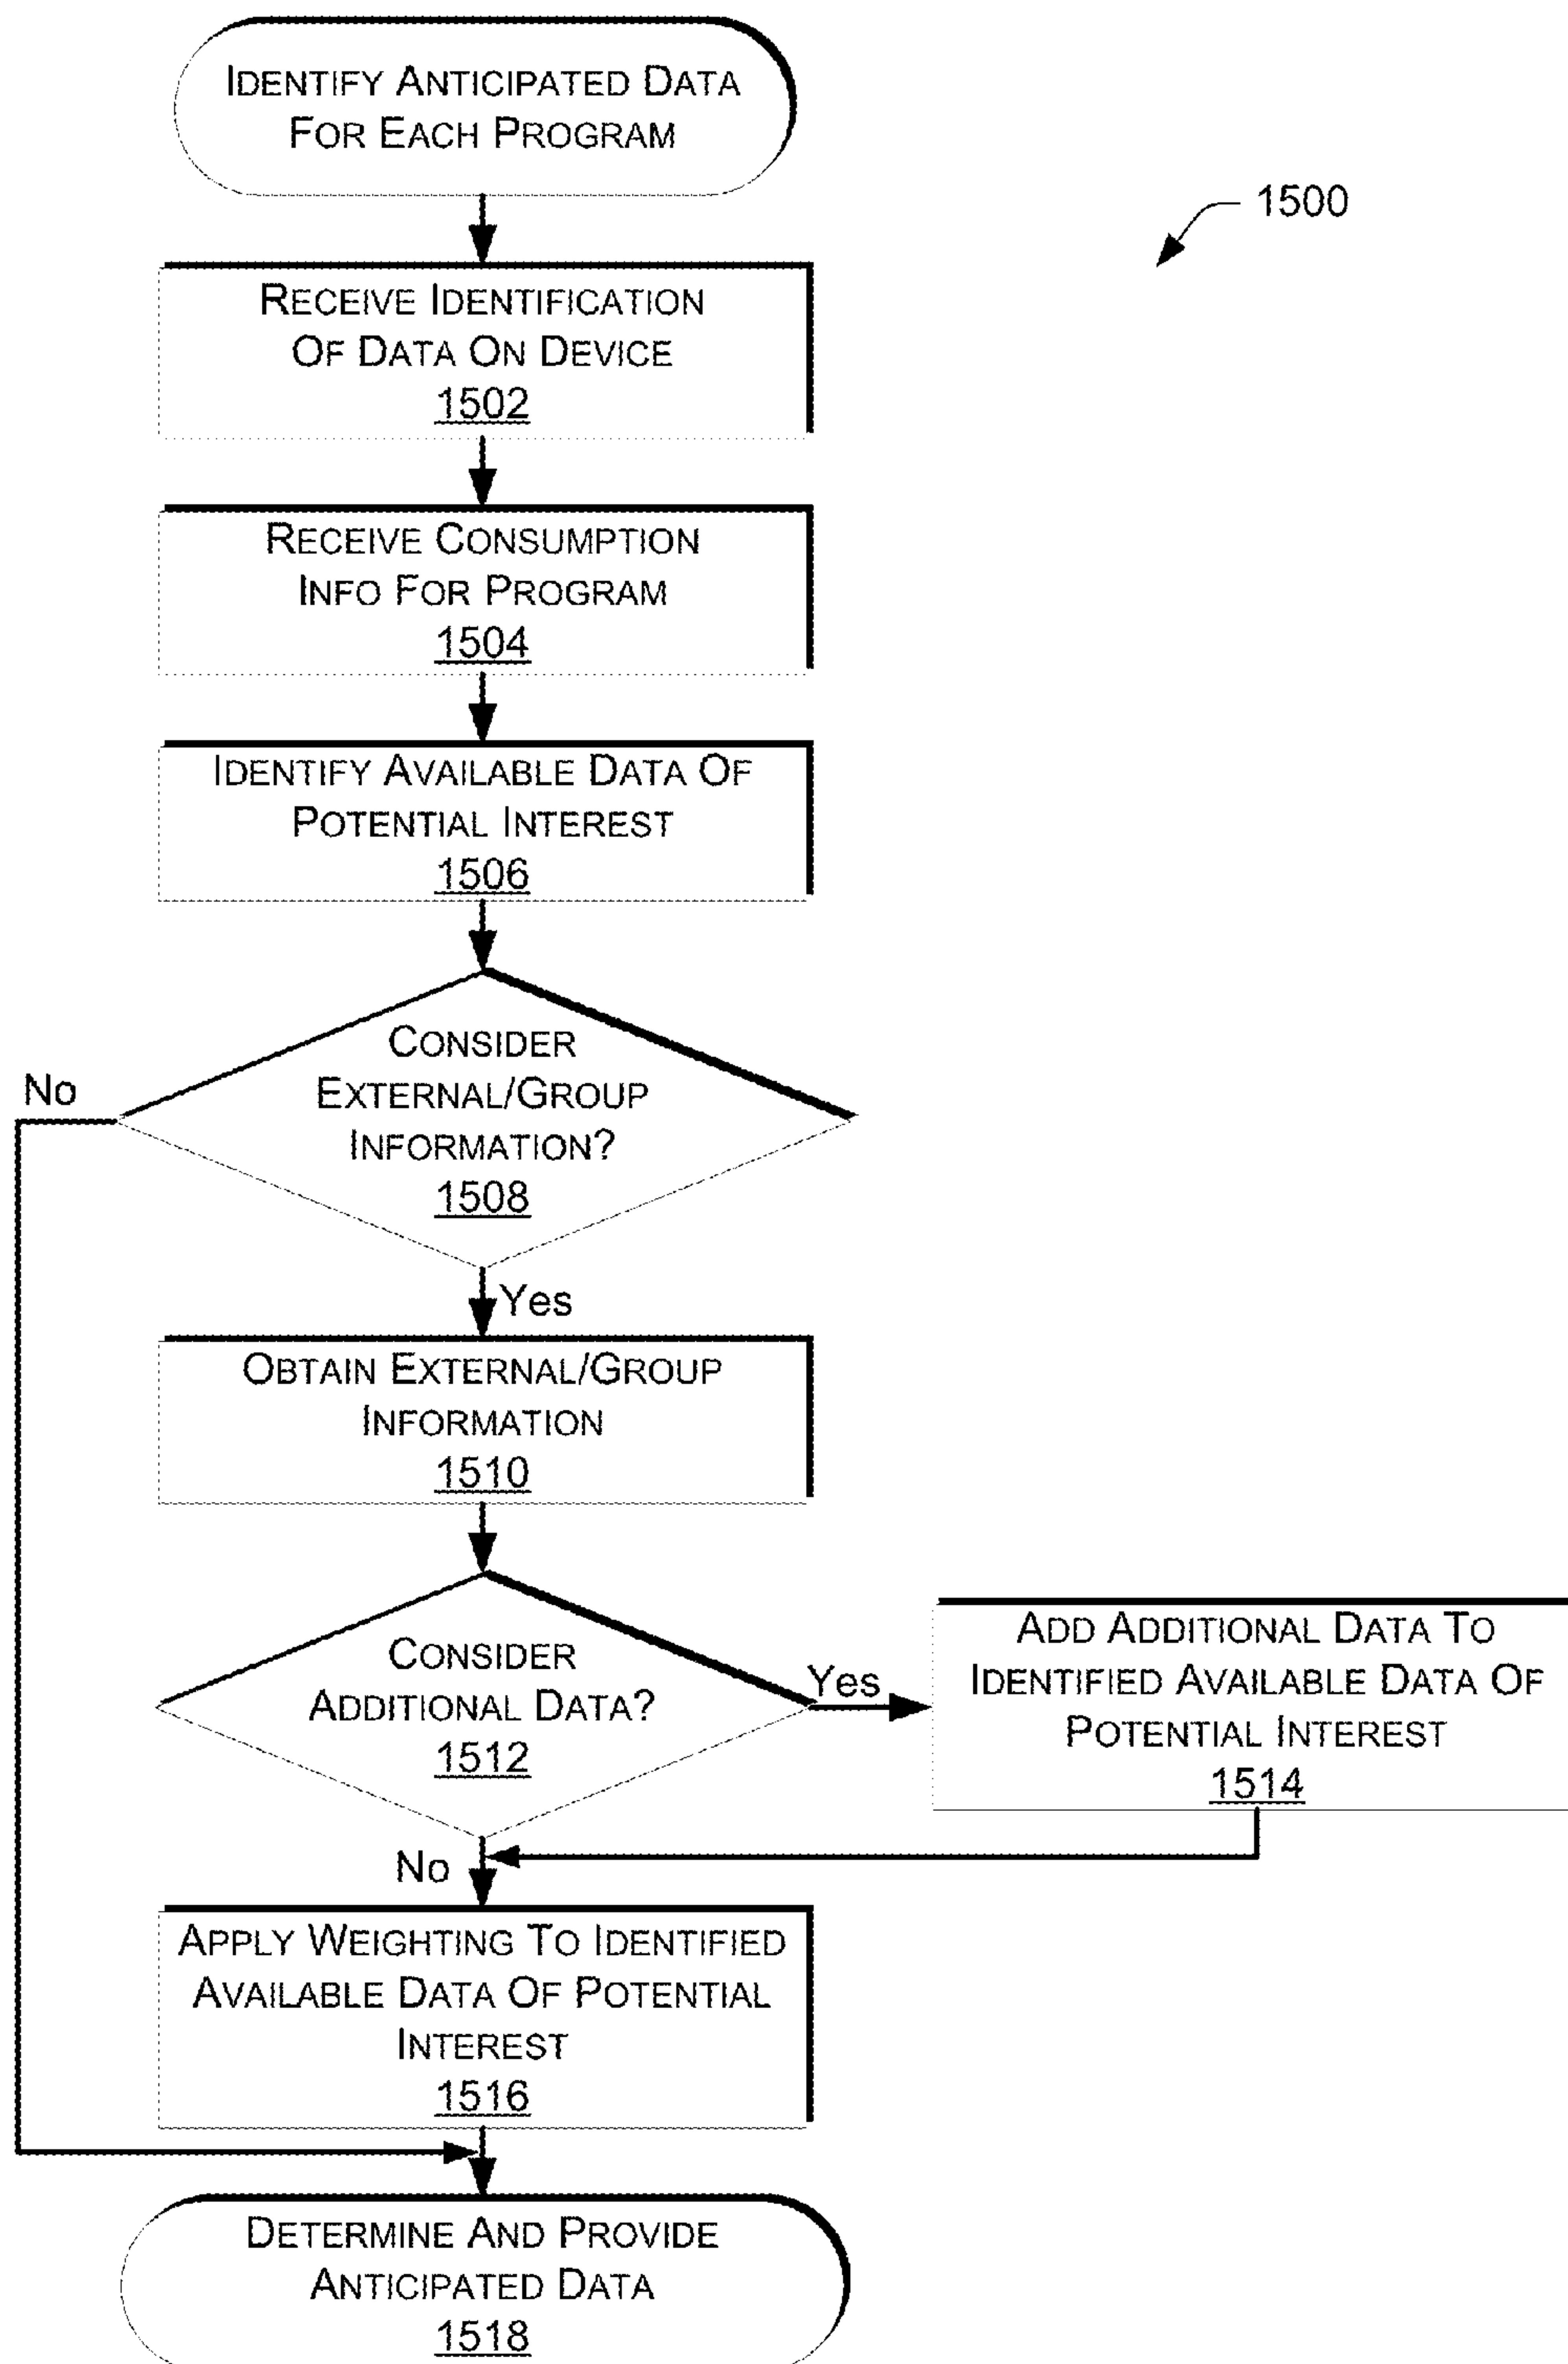 IDENTIFY ANTICIPATED DATA
FOR EACH PROGRAM
1500
RECEIVE IDENTIFICATION
OF DATA ON DEVICE
1502
RECEIVE CONSUMPTION
INFO FOR PROGRAM
1504
IDENTIFY AVAILABLE DATA OF
POTENTIAL INTEREST
1506
CONSIDER
EXTERNAL/GROUP
INFORMATION?
1508
No
Yes
OBTAIN EXTERNAL/GROUP
INFORMATION
1510
CONSIDER
ADDITIONAL DATA?
1512
Yes
ADD ADDITIONAL DATA TO
IDENTIFIED AVAILABLE DATA OF
POTENTIAL INTEREST
1514
No
APPLY WEIGHTING TO IDENTIFIED
AVAILABLE DATA OF POTENTIAL
INTEREST
1516
DETERMINE AND PROVIDE
ANTICIPATED DATA
1518